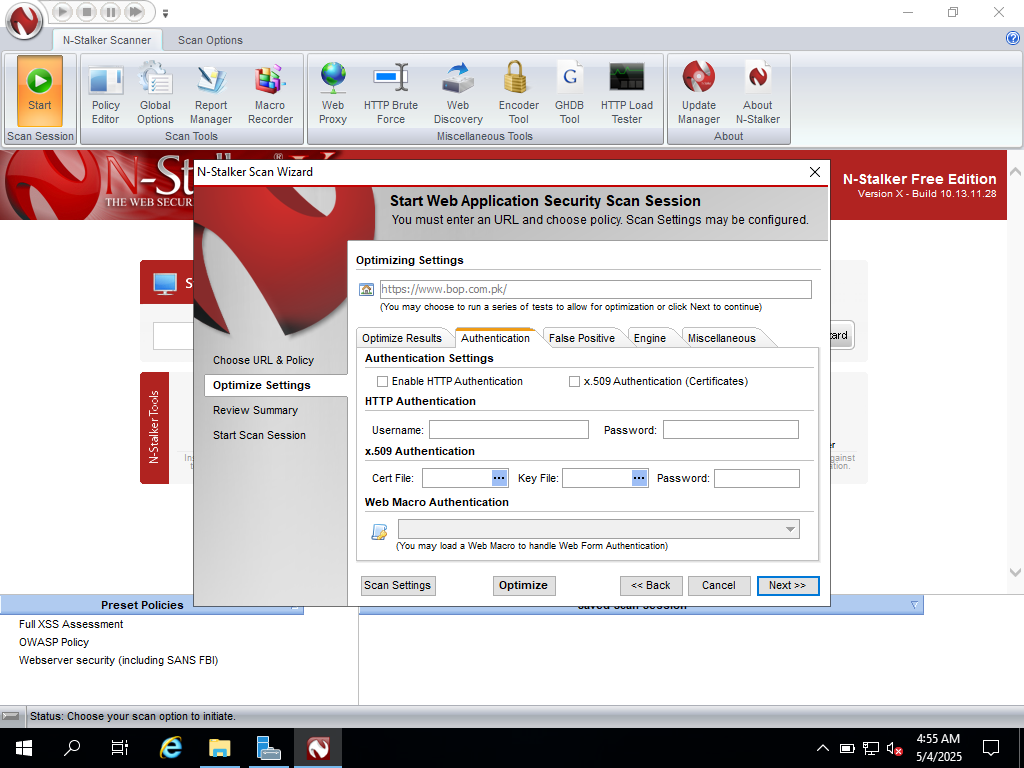 N-Stalker Scanner
Scan Options
Start
Policy Editor
Global Options
Report Manager
Macro Recorder
Web Proxy
HTTP Brute Force
Web Discovery
Encoder Tool
GHDB Tool
HTTP Load Tester
Update Manager
About N-Stalker
Scan Session
Scan Tools
Miscellaneous Tools
About
N-St
THE WEB SECUR
N-Stalker Free Edition
Version X - Build 10.13.11.28
N-Stalker Scan Wizard
Start Web Application Security Scan Session
You must enter an URL and choose policy. Scan Settings may be configured.
Optimizing Settings
https://www.bop.com.pk/
(You may choose to run a series of tests to allow for optimization or click Next to continue)
Optimize Results
Authentication
False Positive
Engine
Miscellaneous
Authentication Settings
Enable HTTP Authentication
x.509 Authentication (Certificates)
HTTP Authentication
Username:
Password:
x.509 Authentication
Cert File:
Key File:
Password:
Web Macro Authentication
(You may load a Web Macro to handle Web Form Authentication)
Choose URL & Policy
Optimize Settings
Review Summary
Start Scan Session
Scan Settings
Optimize
<< Back
Cancel
Next >>
S
ard
N-Stalker Tools
Preset Policies
Full XSS Assessment
OWASP Policy
Webserver security (including SANS FBI)
Saved Scan Session
Status: Choose your scan option to initiate.
4:55 AM
5/4/2025